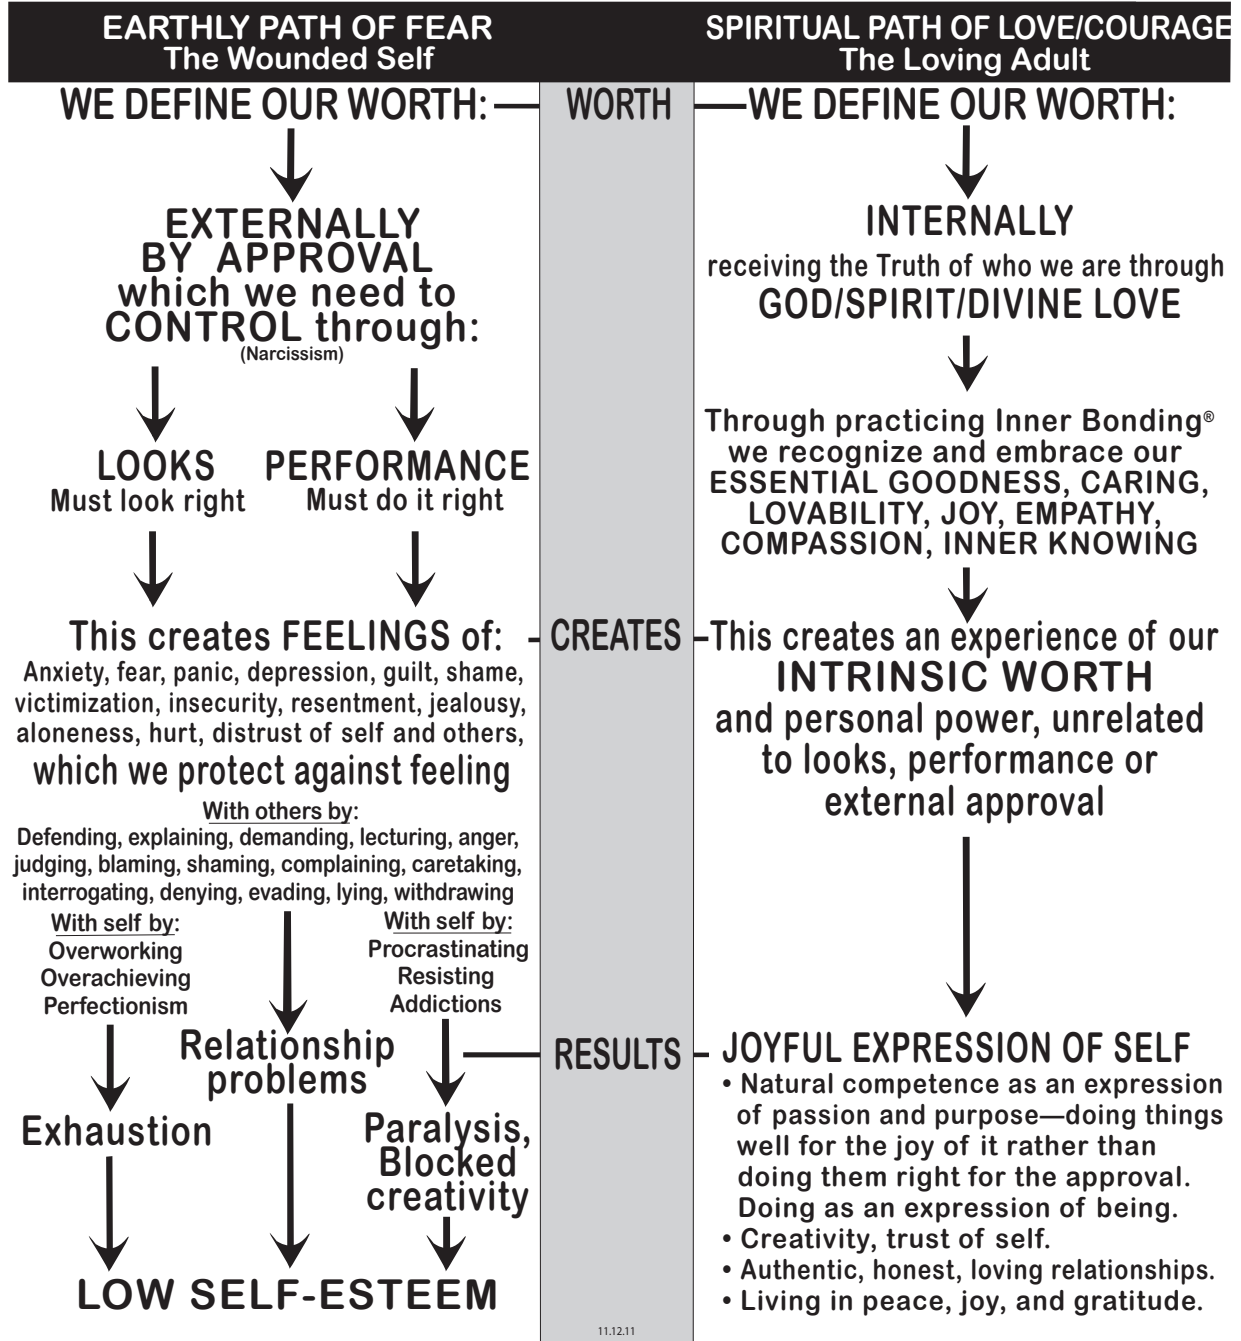 EARTHLY PATH OF FEAR
The Wounded Self
WE DEFINE OUR WORTH:
EXTERNALLY
BY APPROVAL
which we need to
CONTROL through:
(Narcissism)
LOOKS
Must look right
PERFORMANCE
Must do it right
This creates FEELINGS of:
Anxiety, fear, panic, depression, guilt, shame,
victimization, insecurity, resentment, jealousy,
aloneness, hurt, distrust of self and others,
which we protect against feeling
With others by:
Defending, explaining, demanding, lecturing, anger,
judging, blaming, shaming, complaining, caretaking,
interrogating, denying, evading, lying, withdrawing
With self by:
Overworking
Overachieving
Perfectionism
With self by:
Procrastinating
Resisting
Addictions
Relationship
problems
Exhaustion
Paralysis,
Blocked
creativity
LOW SELF-ESTEEM
WORTH
CREATES
RESULTS
11.12.11
SPIRITUAL PATH OF LOVE/COURAGE
The Loving Adult
WE DEFINE OUR WORTH:
INTERNALLY
receiving the Truth of who we are through
GOD/SPIRIT/DIVINE LOVE
Through practicing Inner Bonding®
we recognize and embrace our
ESSENTIAL GOODNESS, CARING,
LOVABILITY, JOY, EMPATHY,
COMPASSION, INNER KNOWING
This creates an experience of our
INTRINSIC WORTH
and personal power, unrelated
to looks, performance or
external approval
JOYFUL EXPRESSION OF SELF
• Natural competence as an expression
of passion and purpose—doing things
well for the joy of it rather than
doing them right for the approval.
Doing as an expression of being.
• Creativity, trust of self.
• Authentic, honest, loving relationships.
• Living in peace, joy, and gratitude.